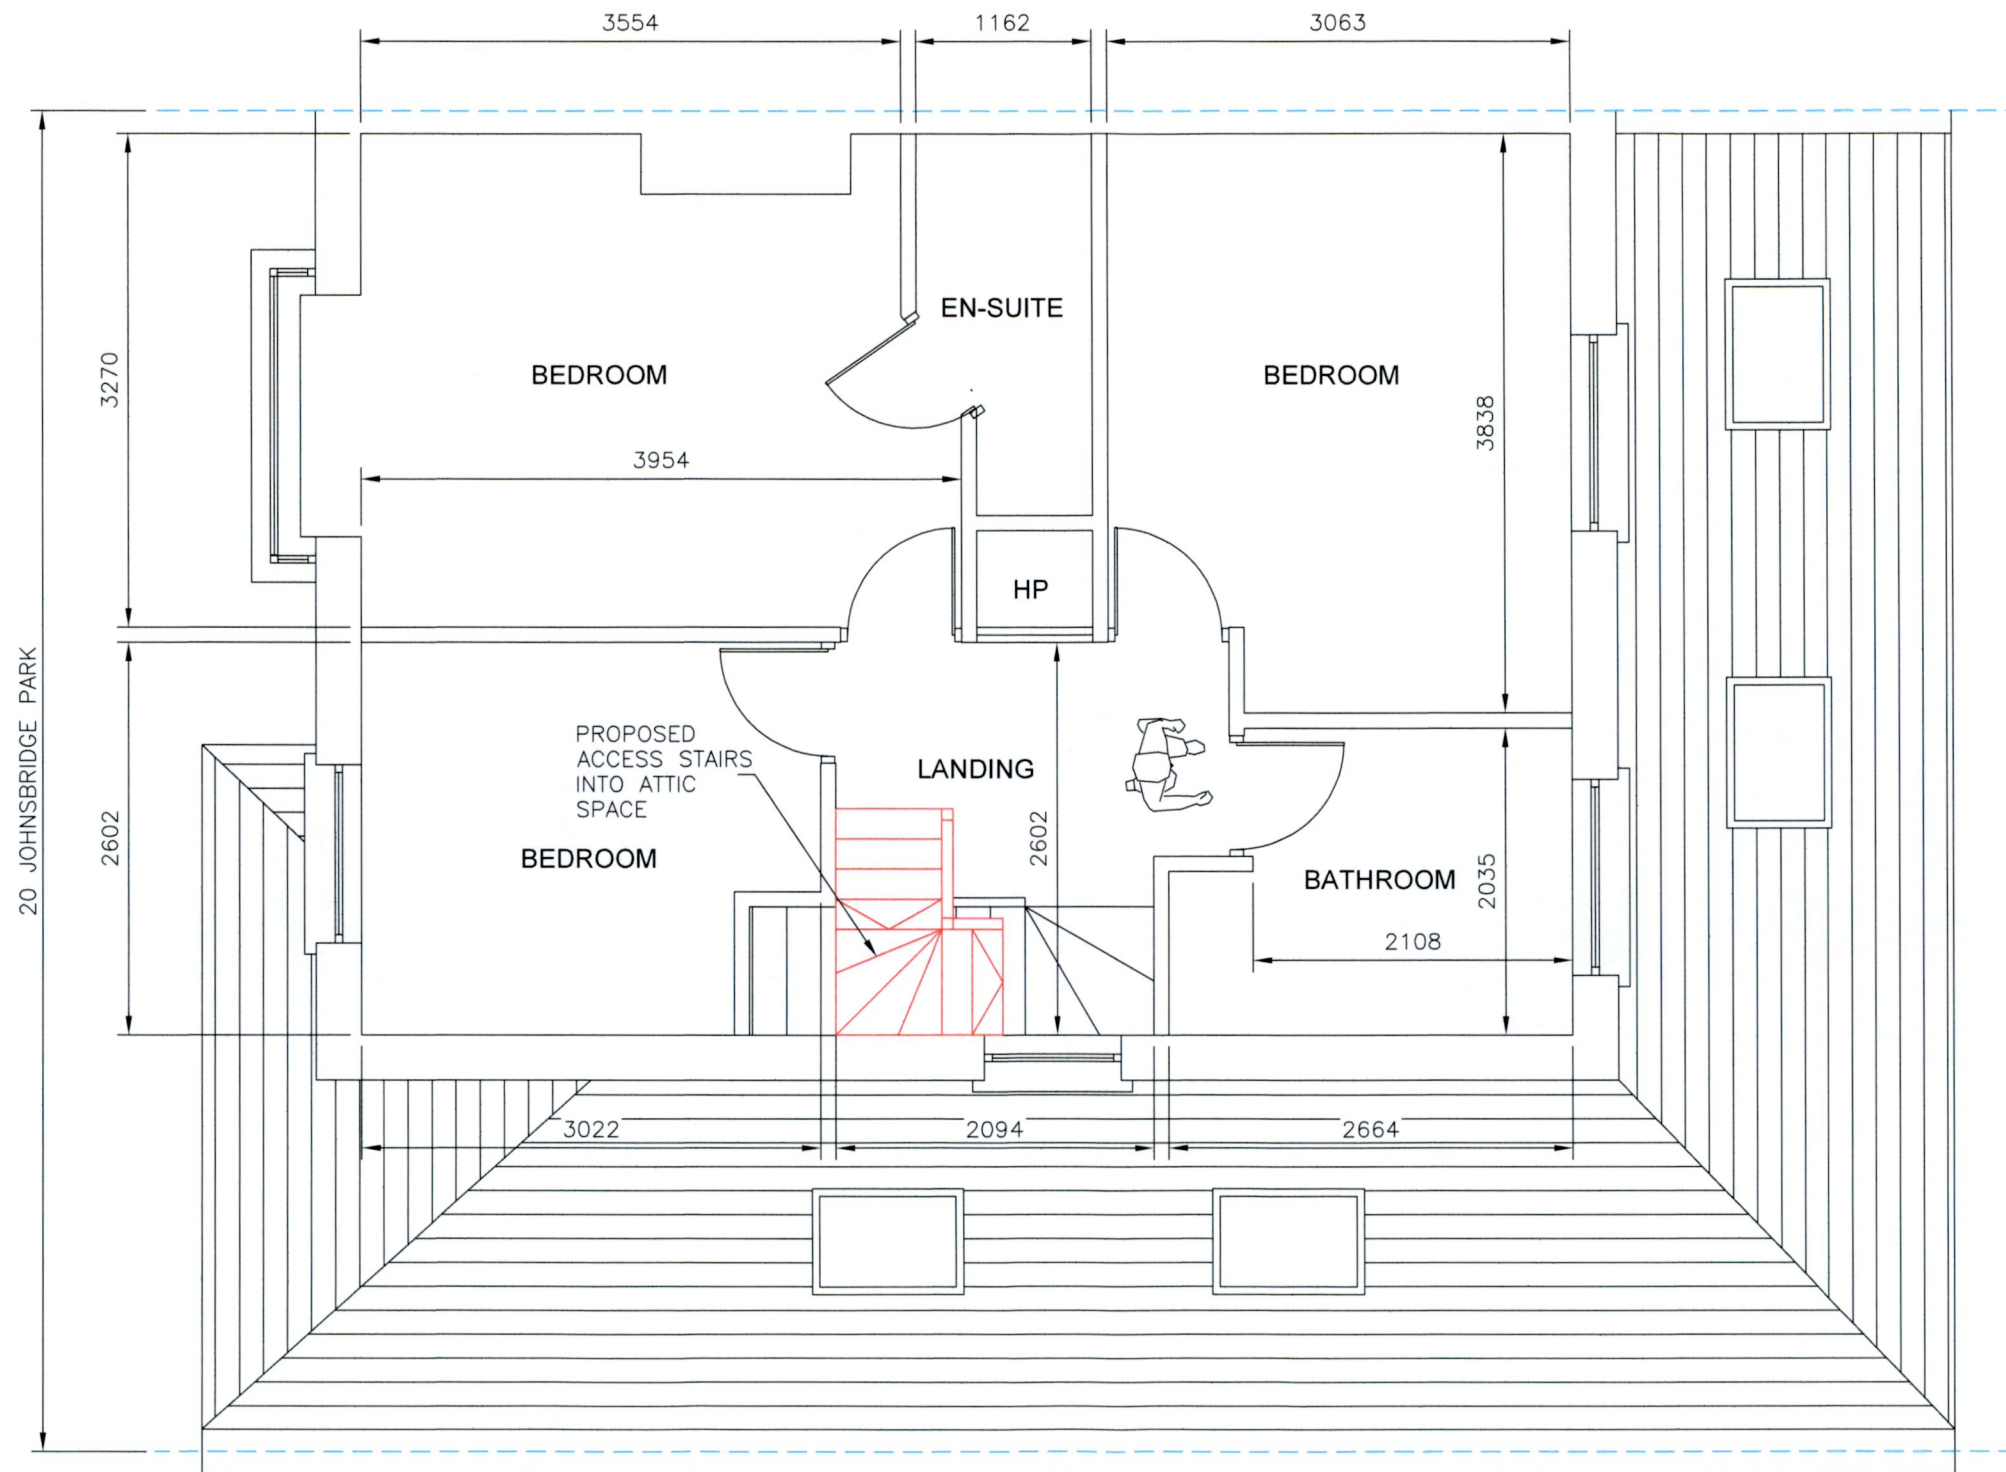 3554
1162
3063
EN-SUITE
BEDROOM
BEDROOM
3270
3838
3954
HP
20 JOHNSBRIDGE PARK
PROPOSED
ACCESS STAIRS
INTO ATTIC
SPACE
LANDING
2602
2602
BEDROOM
BATHROOM
2035
2108
3022
2094
2664